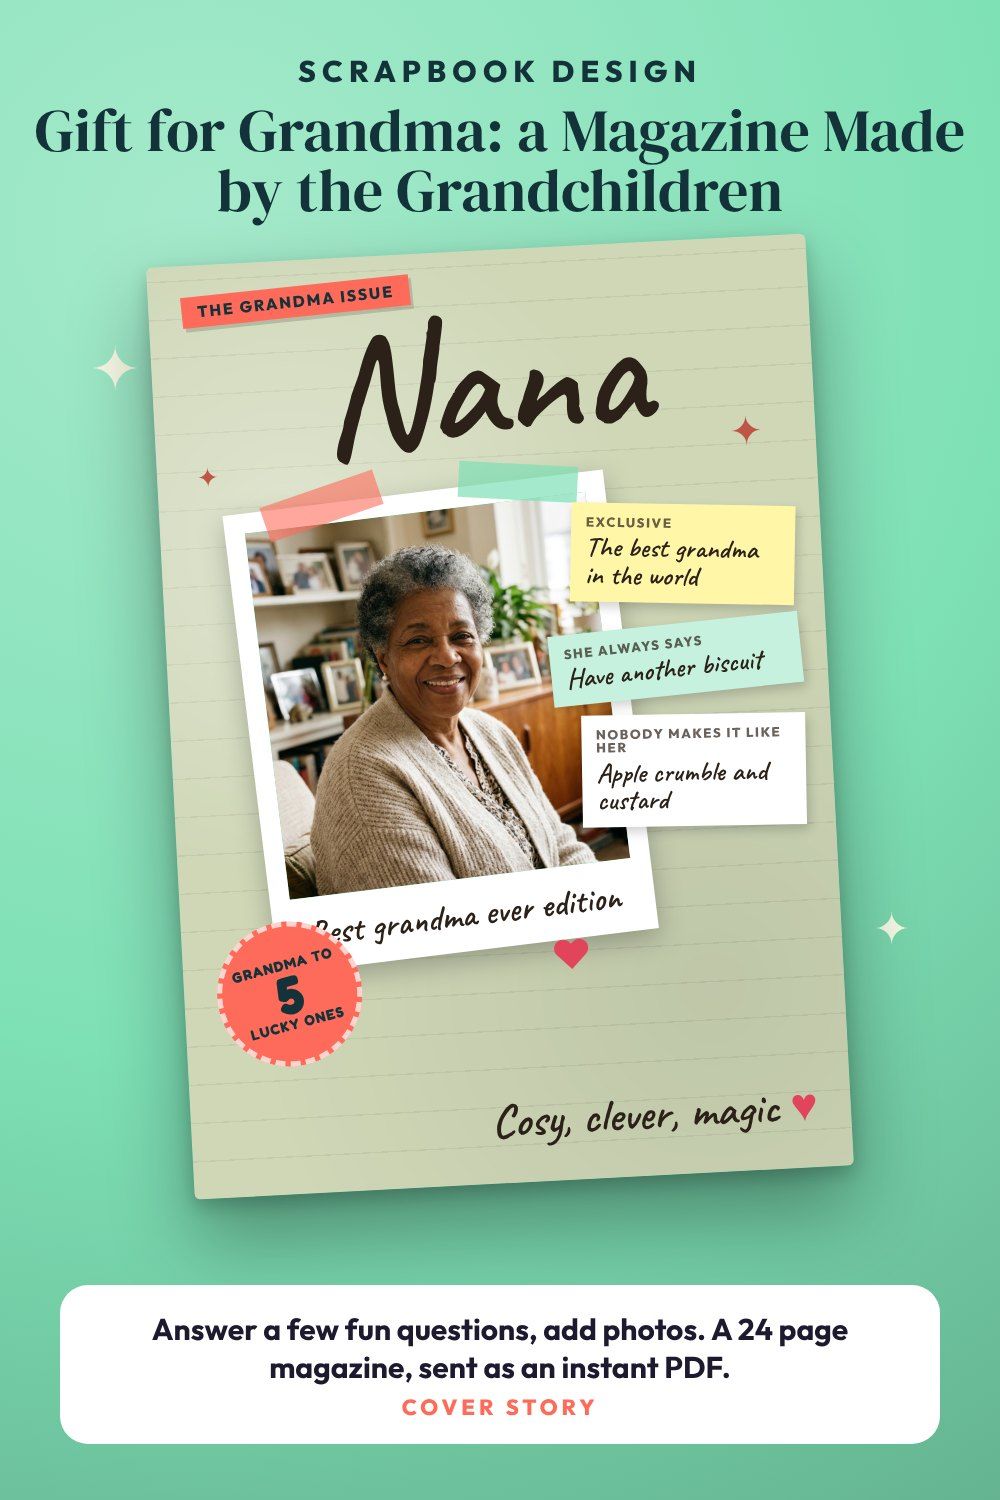 SCRAPBOOK DESIGN
Gift for Grandma: a Magazine Made
by the Grandchildren
THE GRANDMA ISSUE
Nana
EXCLUSIVE
The best grandma
in the world
SHE ALWAYS SAYS
Have another biscuit
NOBODY MAKES IT LIKE
HER
Apple crumble and
custard
Best grandma ever edition
GRANDMA TO
5
LUCKY ONES
Cosy, clever, magic ♥
Answer a few fun questions, add photos. A 24 page
magazine, sent as an instant PDF.
COVER STORY